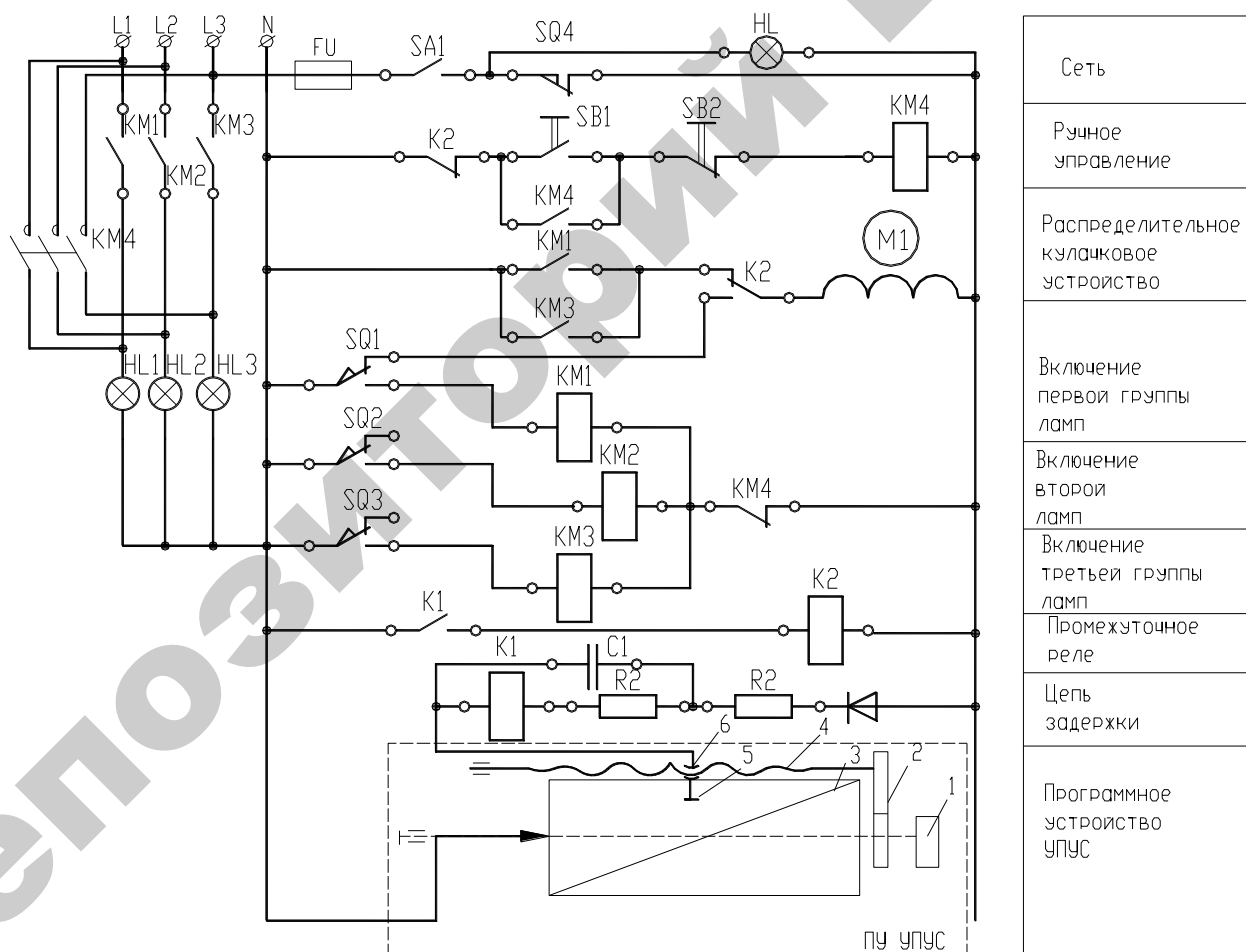 L1 L2 L3 N
FU
SA1
SQ4
HL
KM1
KM3
KM2
KM4
K2
SB1
SB2
KM4
KM4
KM1
K2
M1
KM3
SQ1
HL1 HL2 HL3
KM1
SQ2
KM2
SQ3
KM4
KM3
K1
K2
K1
C1
R2
R2
6
5
4
3
2
1
ПУ УПУС
Сеть
Ручное
управление
Распределительное
кулачковое
устройство
Включение
первой группы
ламп
Включение
второй
ламп
Включение
третьей группы
ламп
Промежуточное
реле
Цепь
задержки
Программное
устройство
УПУС
епозиторий